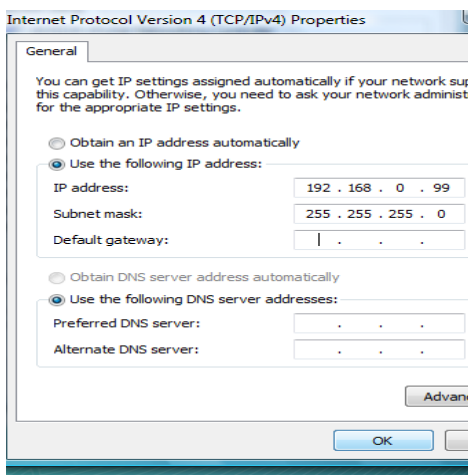 Internet Protocol Version 4 (TCP/IPv4) Properties
General
You can get IP settings assigned automatically if your network
this capability. Otherwise, you need to ask your network
for the appropriate IP settings.
Obtain an IP address automatically
Use the following IP address:
IP address: 192 . 168 . 0 . 99
Subnet mask: 255 . 255 . 255 . 0
Default gateway: . . .
Obtain DNS server address automatically
Use the following DNS server addresses:
Preferred DNS server: . . .
Alternate DNS server: . . .
Advan
OK